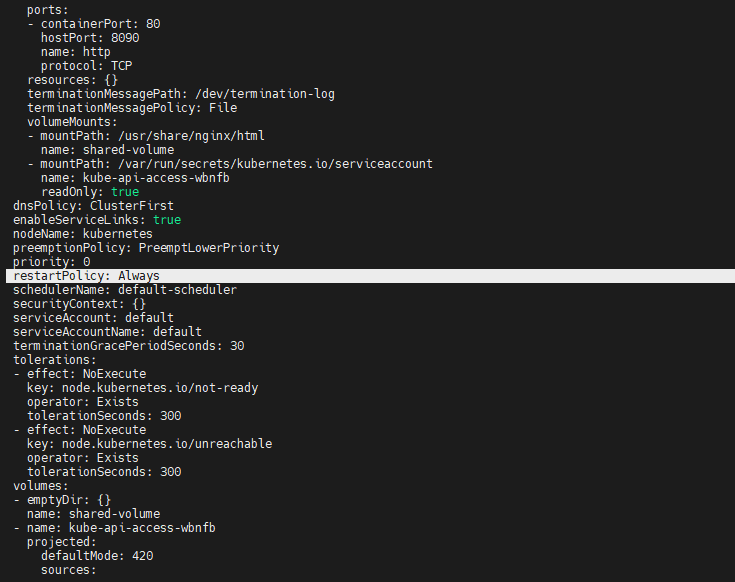 ports:
- containerPort: 80
hostPort: 8090
name: http
protocol: TCP
resources: {}
terminationMessagePath: /dev/termination-log
terminationMessagePolicy: File
volumeMounts:
- mountPath: /usr/share/nginx/html
name: shared-volume
- mountPath: /var/run/secrets/kubernetes.io/serviceaccount
name: kube-api-access-wbnfb
readOnly: true
dnsPolicy: ClusterFirst
enableServiceLinks: true
nodeName: kubernetes
preemptionPolicy: PreemptLowerPriority
priority: 0
restartPolicy: Always
schedulerName: default-scheduler
securityContext: {}
serviceAccount: default
serviceAccountName: default
terminationGracePeriodSeconds: 30
tolerations:
- effect: NoExecute
key: node.kubernetes.io/not-ready
operator: Exists
tolerationSeconds: 300
- effect: NoExecute
key: node.kubernetes.io/unreachable
operator: Exists
tolerationSeconds: 300
volumes:
- emptyDir: {}
name: shared-volume
- name: kube-api-access-wbnfb
projected:
defaultMode: 420
sources: